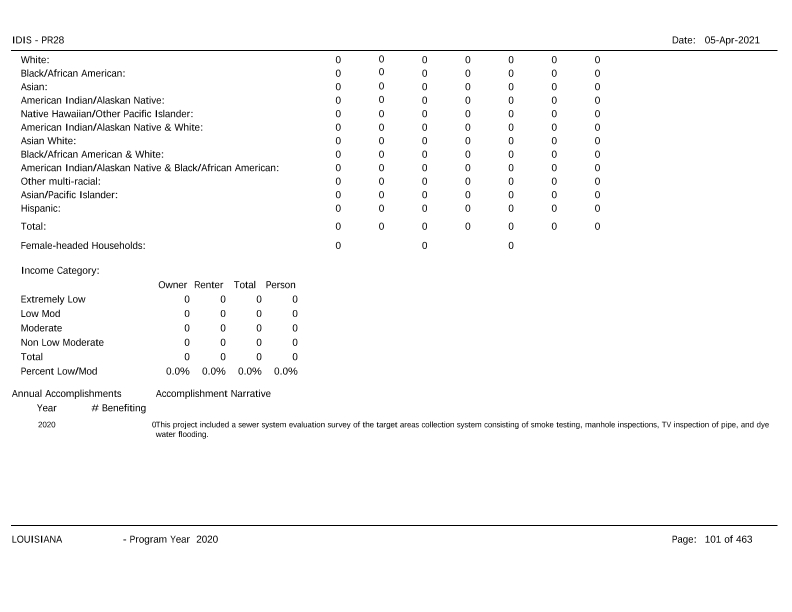 IDIS - PR28 Date: 05-Apr-2021
White: 0 0 0 0 0 0 0
Black/African American: 0 0 0 0 0 0 0
Asian: 0 0 0 0 0 0 0
American Indian/Alaskan Native: 0 0 0 0 0 0 0
Native Hawaiian/Other Pacific Islander: 0 0 0 0 0 0 0
American Indian/Alaskan Native & White: 0 0 0 0 0 0 0
Asian White: 0 0 0 0 0 0 0
Black/African American & White: 0 0 0 0 0 0 0
American Indian/Alaskan Native & Black/African American: 0 0 0 0 0 0 0
Other multi-racial: 0 0 0 0 0 0 0
Asian/Pacific Islander: 0 0 0 0 0 0 0
Hispanic: 0 0 0 0 0 0 0
Total: 0 0 0 0 0 0 0
Female-headed Households: 0 0 0
Income Category:
Owner Renter Total Person
Extremely Low 0 0 0 0
Low Mod 0 0 0 0
Moderate 0 0 0 0
Non Low Moderate 0 0 0 0
Total 0 0 0 0
Percent Low/Mod 0.0% 0.0% 0.0% 0.0%
Annual Accomplishments Accomplishment Narrative
Year # Benefiting
2020 0This project included a sewer system evaluation survey of the target areas collection system consisting of smoke testing, manhole inspections, TV inspection of pipe, and dye
water flooding.
LOUISIANA - Program Year 2020 Page: 101 of 463